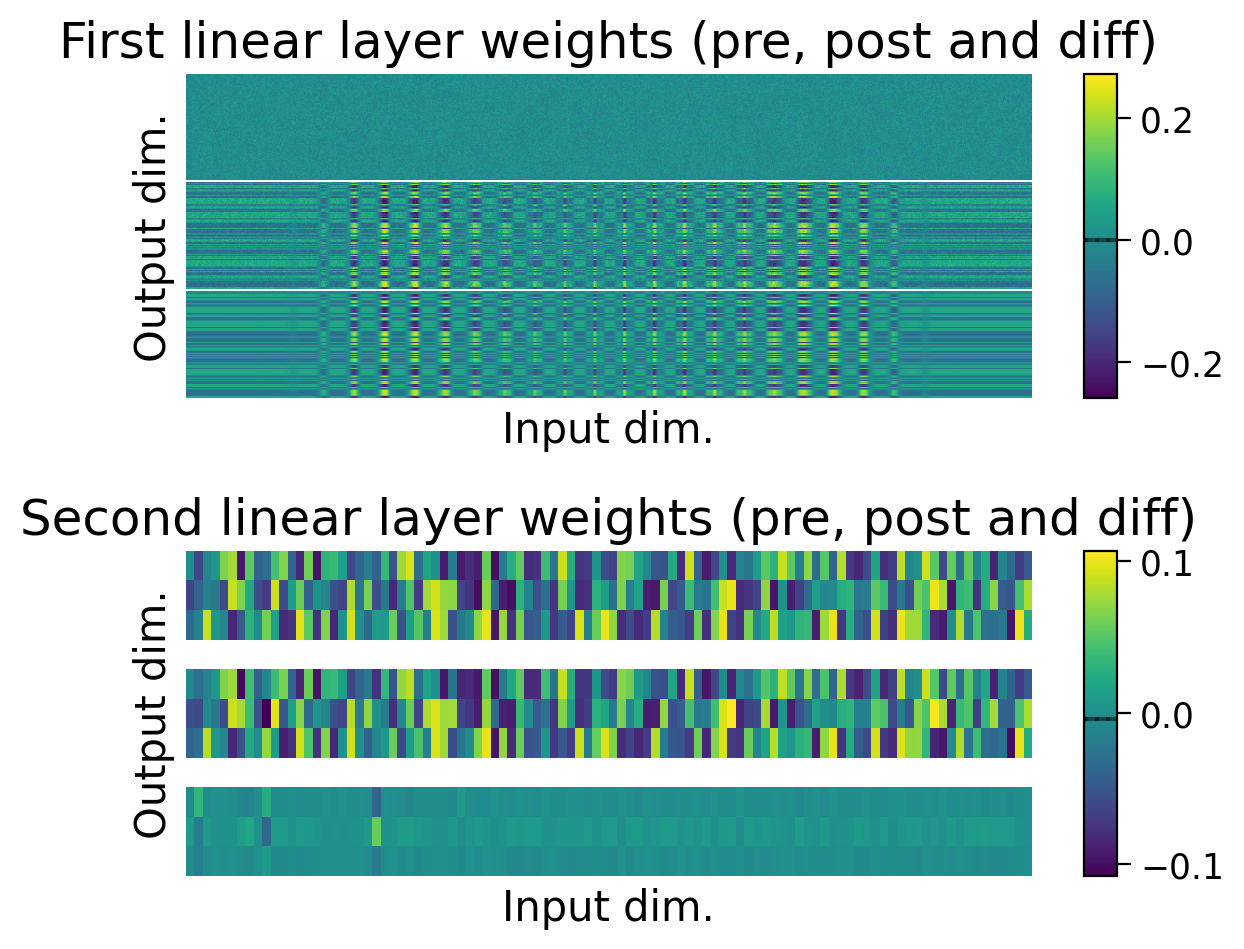 First linear layer weights (pre, post and diff)
Output dim.
0.2
0.0
−0.2
Input dim.
Second linear layer weights (pre, post and diff)
Output dim.
0.1
0.0
−0.1
Input dim.